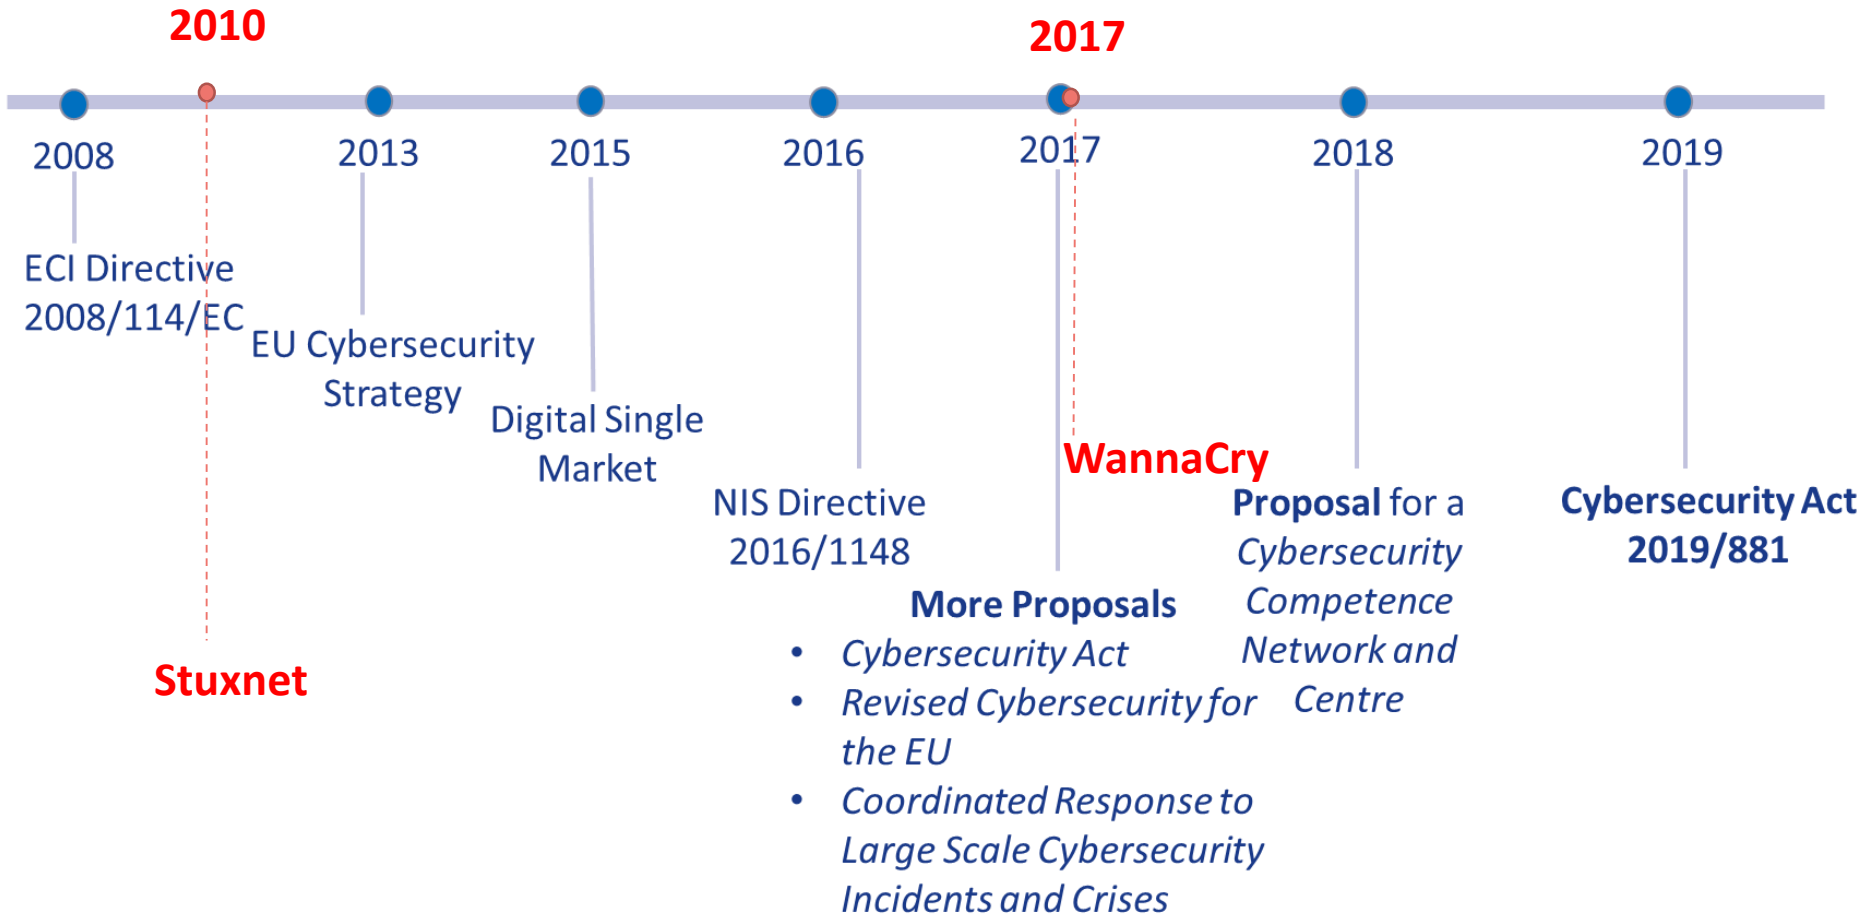 2010
2017
2008
2013
2015
2016
2017
2018
2019
ECI Directive
2008/114/EC
EU Cybersecurity
Strategy
Digital Single
Market
NIS Directive
2016/1148
WannaCry
More Proposals
• Cybersecurity Act
• Revised Cybersecurity for
the EU
• Coordinated Response to
Large Scale Cybersecurity
Incidents and Crises
Proposal for a
Cybersecurity
Competence
Network and
Centre
Cybersecurity Act
2019/881
Stuxnet